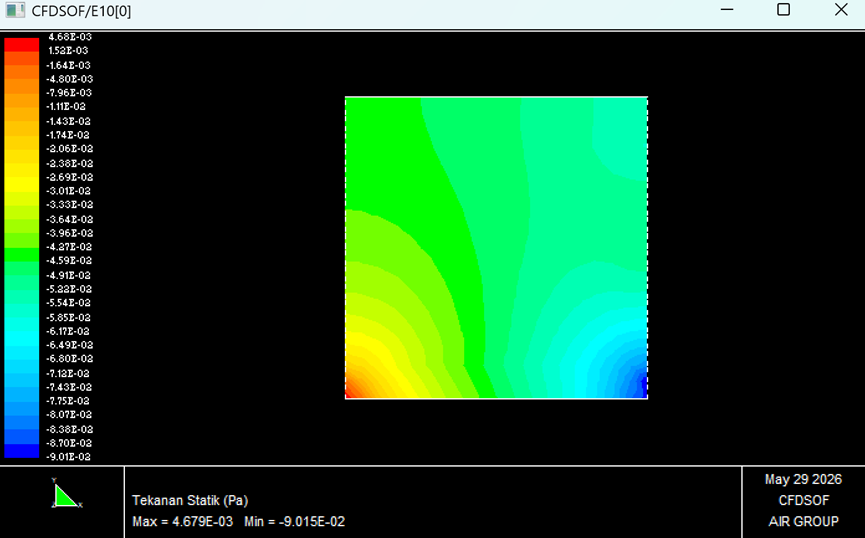 CFDSOF/E10[0]
4.68E-03
1.52E-03
-1.64E-03
-4.80E-03
-7.96E-03
-1.11E-02
-1.43E-02
-1.74E-02
-2.06E-02
-2.38E-02
-2.69E-02
-3.01E-02
-3.33E-02
-3.64E-02
-3.96E-02
-4.27E-02
-4.59E-02
-4.91E-02
-5.22E-02
-5.54E-02
-5.85E-02
-6.17E-02
-6.49E-02
-6.80E-02
-7.12E-02
-7.43E-02
-7.75E-02
-8.07E-02
-8.38E-02
-8.70E-02
-9.01E-02
Y
Z X
Tekanan Statik (Pa)
Max = 4.679E-03 Min = -9.015E-02
May 29 2026
CFDSOF
AIR GROUP